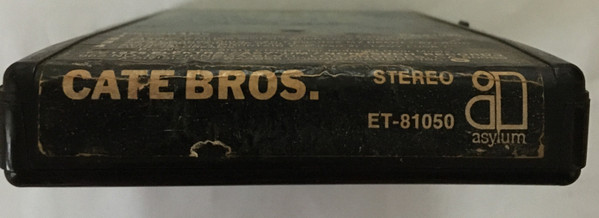 CATE BROS.
STEREO
ET-81050
asylum